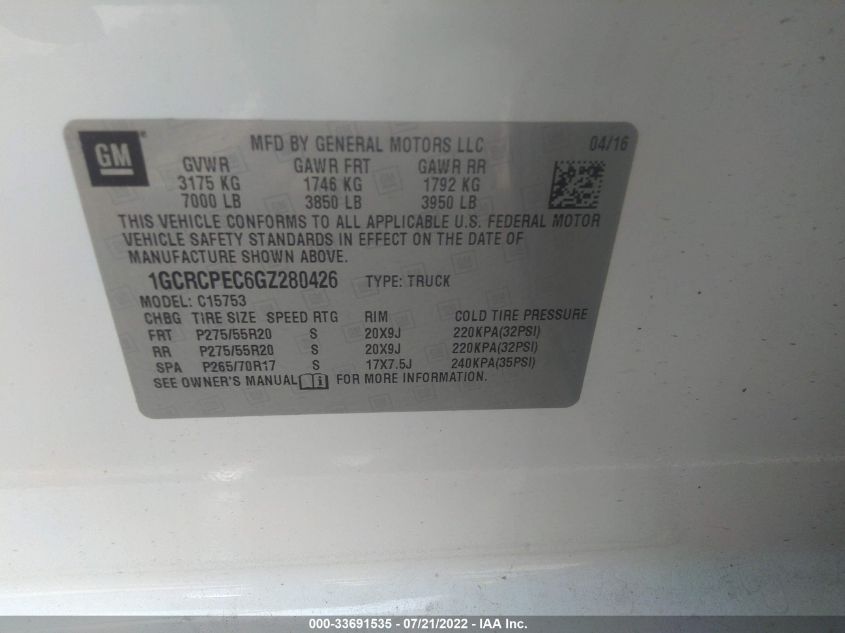 GM
MFD BY GENERAL MOTORS LLC 04/16
GVWR GAWR FRT GAWR RR
3175 KG 1746 KG 1792 KG
7000 LB 3850 LB 3950 LB
THIS VEHICLE CONFORMS TO ALL APPLICABLE U.S. FEDERAL MOTOR
VEHICLE SAFETY STANDARDS IN EFFECT ON THE DATE OF
MANUFACTURE SHOWN ABOVE.
1GCRCPEC6GZ280426 TYPE: TRUCK
MODEL: C15753
CHBG TIRE SIZE SPEED RTG RIM COLD TIRE PRESSURE
FRT P275/55R20 S 20X9J 220KPA(32PSI)
RR P275/55R20 S 20X9J 220KPA(32PSI)
SPA P265/70R17 S 17X7.5J 240KPA(35PSI)
SEE OWNER'S MANUAL FOR MORE INFORMATION.
000-33691535 - 07/21/2022 - IAA Inc.